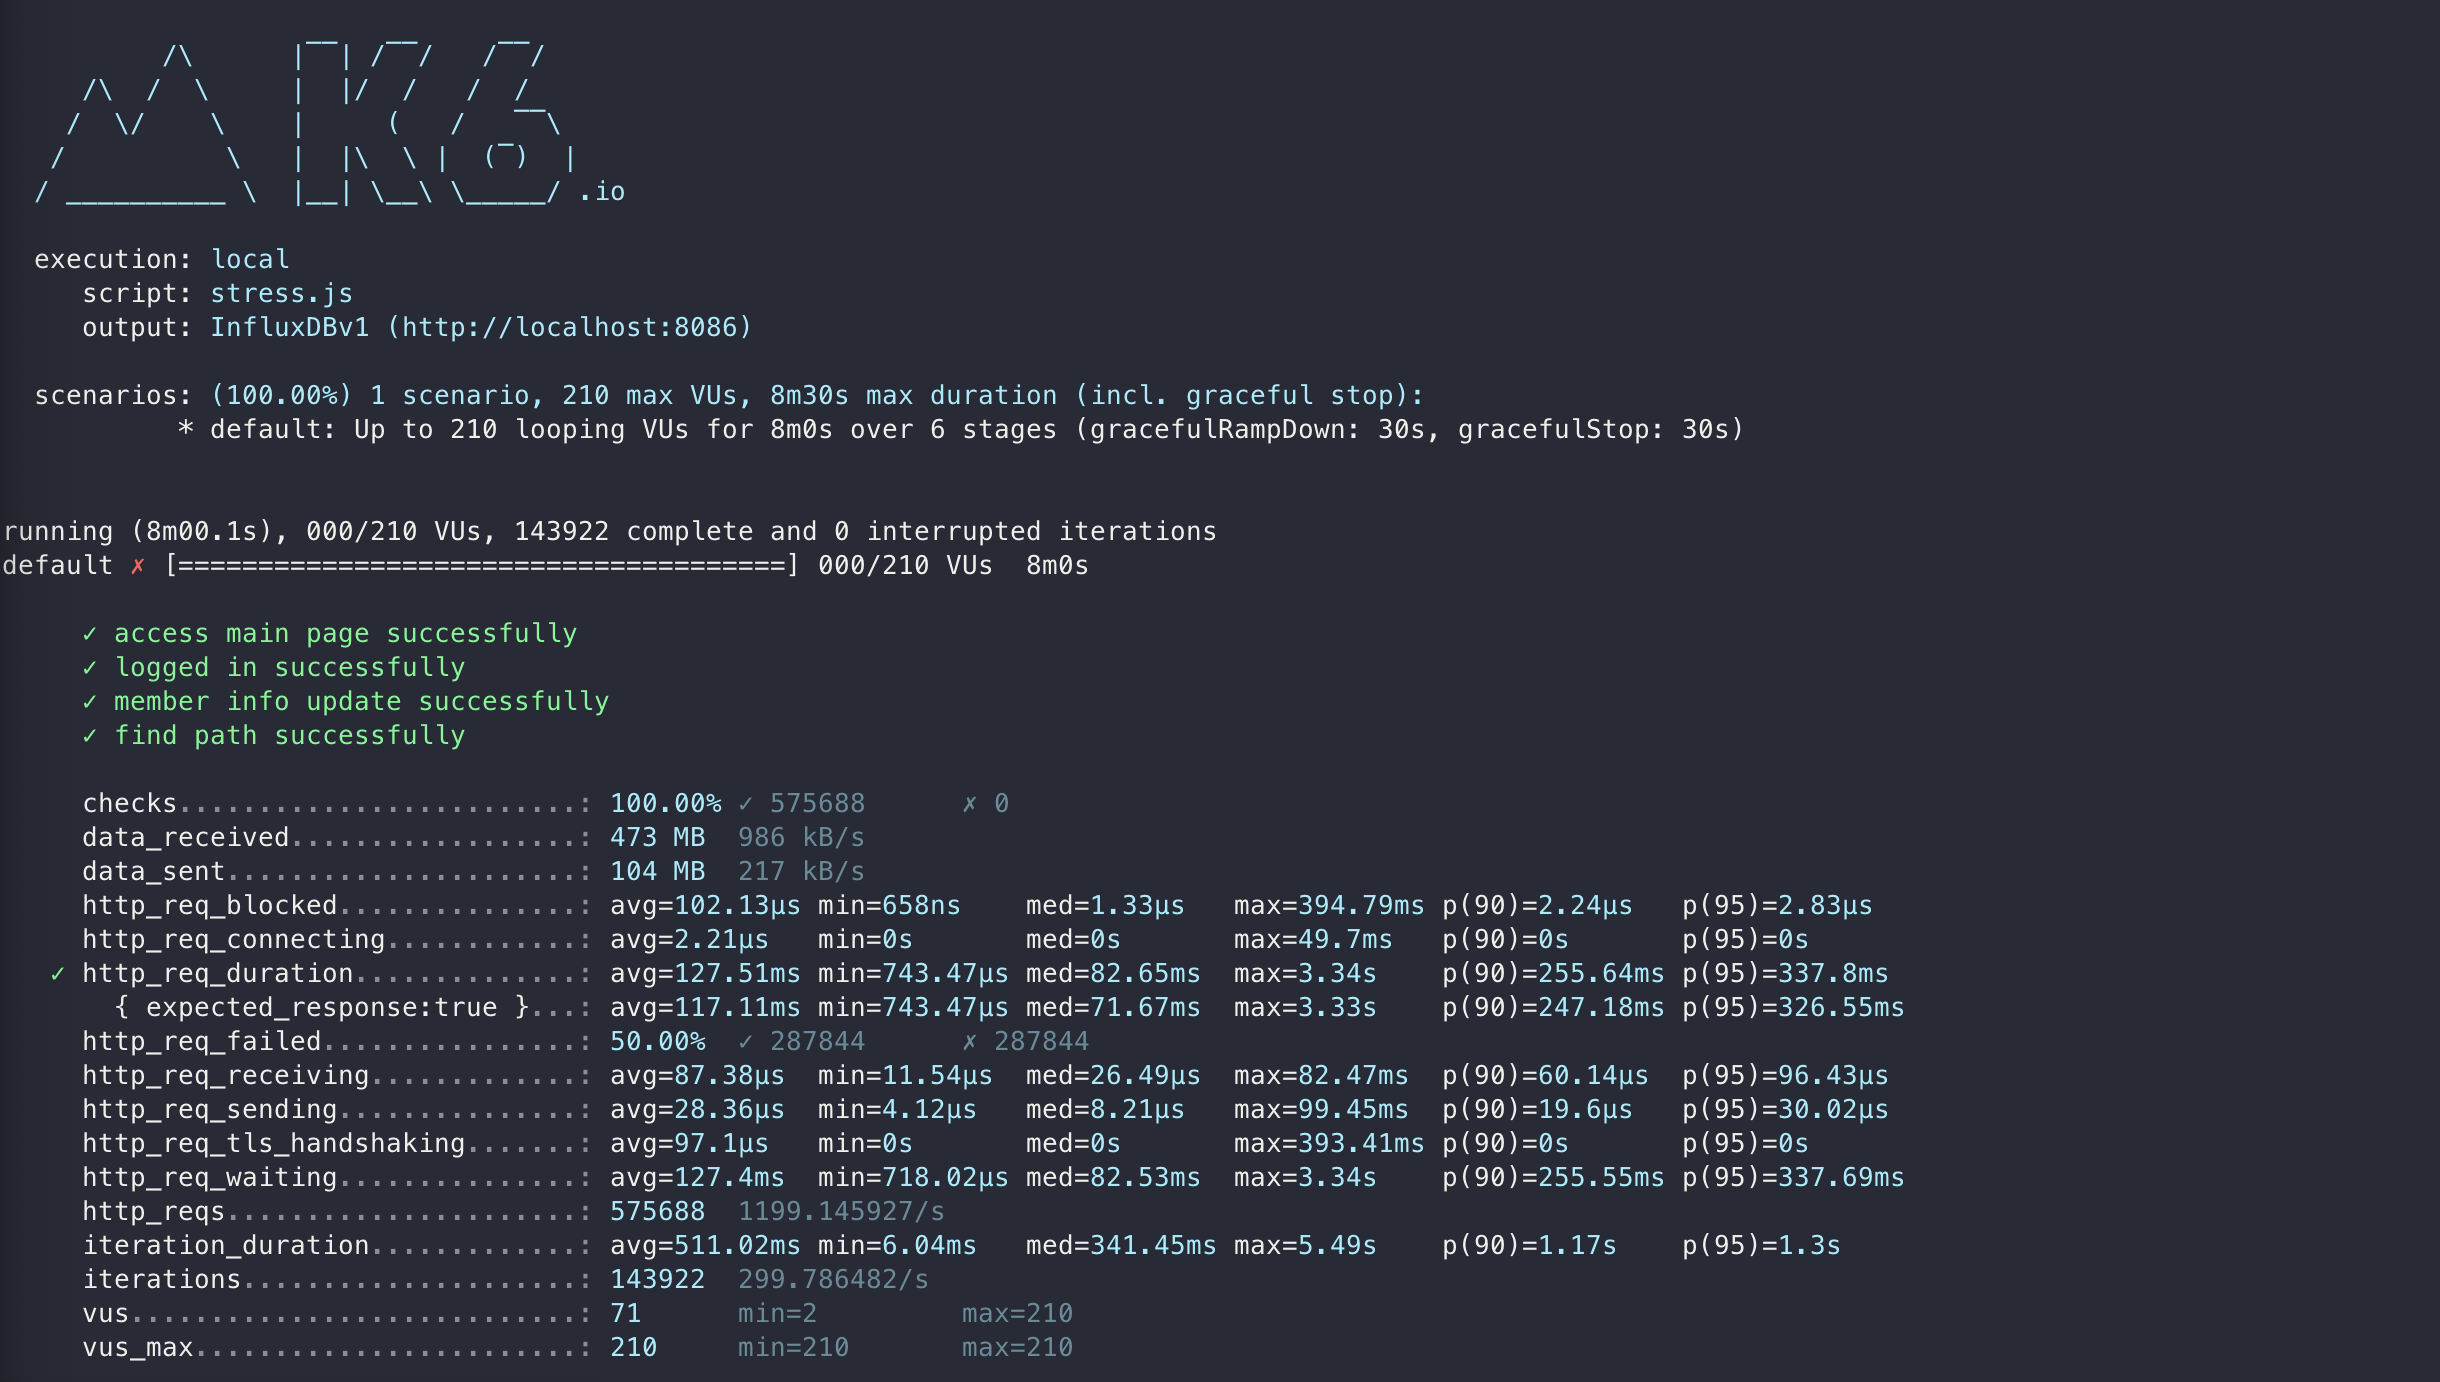 /\      |‾‾| /‾‾/   /‾‾/
     /\  /  \     |  |/  /   /  /
    /  \/    \    |     (   /   ‾‾\
   /          \   |  |\  \ |  (‾)  |
  / __________ \  |__| \__\ \_____/ .io
execution: local
script: stress.js
output: InfluxDBv1 (http://localhost:8086)
scenarios: (100.00%) 1 scenario, 210 max VUs, 8m30s max duration (incl. graceful stop):
* default: Up to 210 looping VUs for 8m0s over 6 stages (gracefulRampDown: 30s, gracefulStop: 30s)
running (8m00.1s), 000/210 VUs, 143922 complete and 0 interrupted iterations
default ✗ [======================================] 000/210 VUs  8m0s
✓ access main page successfully
✓ logged in successfully
✓ member info update successfully
✓ find path successfully
checks.........................: 100.00% ✓ 575688      ✗ 0
data_received..................: 473 MB  986 kB/s
data_sent......................: 104 MB  217 kB/s
http_req_blocked...............: avg=102.13µs min=658ns    med=1.33µs   max=394.79ms p(90)=2.24µs   p(95)=2.83µs
http_req_connecting............: avg=2.21µs   min=0s       med=0s       max=49.7ms   p(90)=0s       p(95)=0s
✓ http_req_duration..............: avg=127.51ms min=743.47µs med=82.65ms  max=3.34s    p(90)=255.64ms p(95)=337.8ms
{ expected_response:true }...: avg=117.11ms min=743.47µs med=71.67ms  max=3.33s    p(90)=247.18ms p(95)=326.55ms
http_req_failed................: 50.00%  ✓ 287844      ✗ 287844
http_req_receiving.............: avg=87.38µs  min=11.54µs  med=26.49µs  max=82.47ms  p(90)=60.14µs  p(95)=96.43µs
http_req_sending...............: avg=28.36µs  min=4.12µs   med=8.21µs   max=99.45ms  p(90)=19.6µs   p(95)=30.02µs
http_req_tls_handshaking.......: avg=97.1µs   min=0s       med=0s       max=393.41ms p(90)=0s       p(95)=0s
http_req_waiting...............: avg=127.4ms  min=718.02µs med=82.53ms  max=3.34s    p(90)=255.55ms p(95)=337.69ms
http_reqs......................: 575688  1199.145927/s
iteration_duration.............: avg=511.02ms min=6.04ms   med=341.45ms max=5.49s    p(90)=1.17s    p(95)=1.3s
iterations.....................: 143922  299.786482/s
vus............................: 71      min=2         max=210
vus_max........................: 210     min=210       max=210